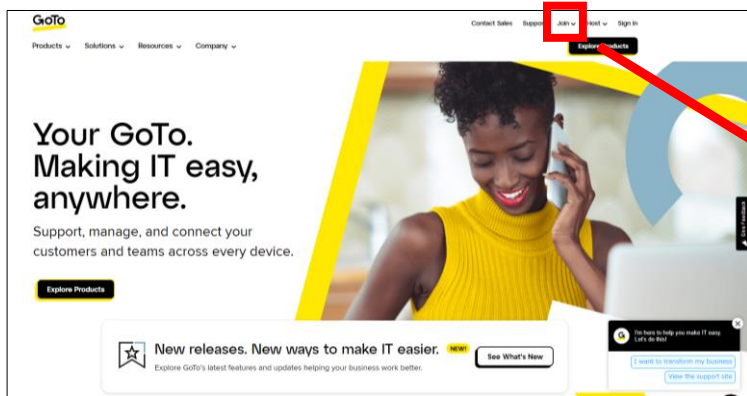 GoTo
Contact Sales Support Join Host Sign In
Products Solutions Resources Company
Explore Products
Your GoTo.
Making IT easy,
anywhere.
Support, manage, and connect your
customers and teams across every device.
Explore Products
Give Feedback
I'm here to help you make IT easy.
Let's do this!
I want to transform my business
View the support site
New releases. New ways to make IT easier. NEW!
Explore GoTo's latest features and updates helping your business work better.
See What's New